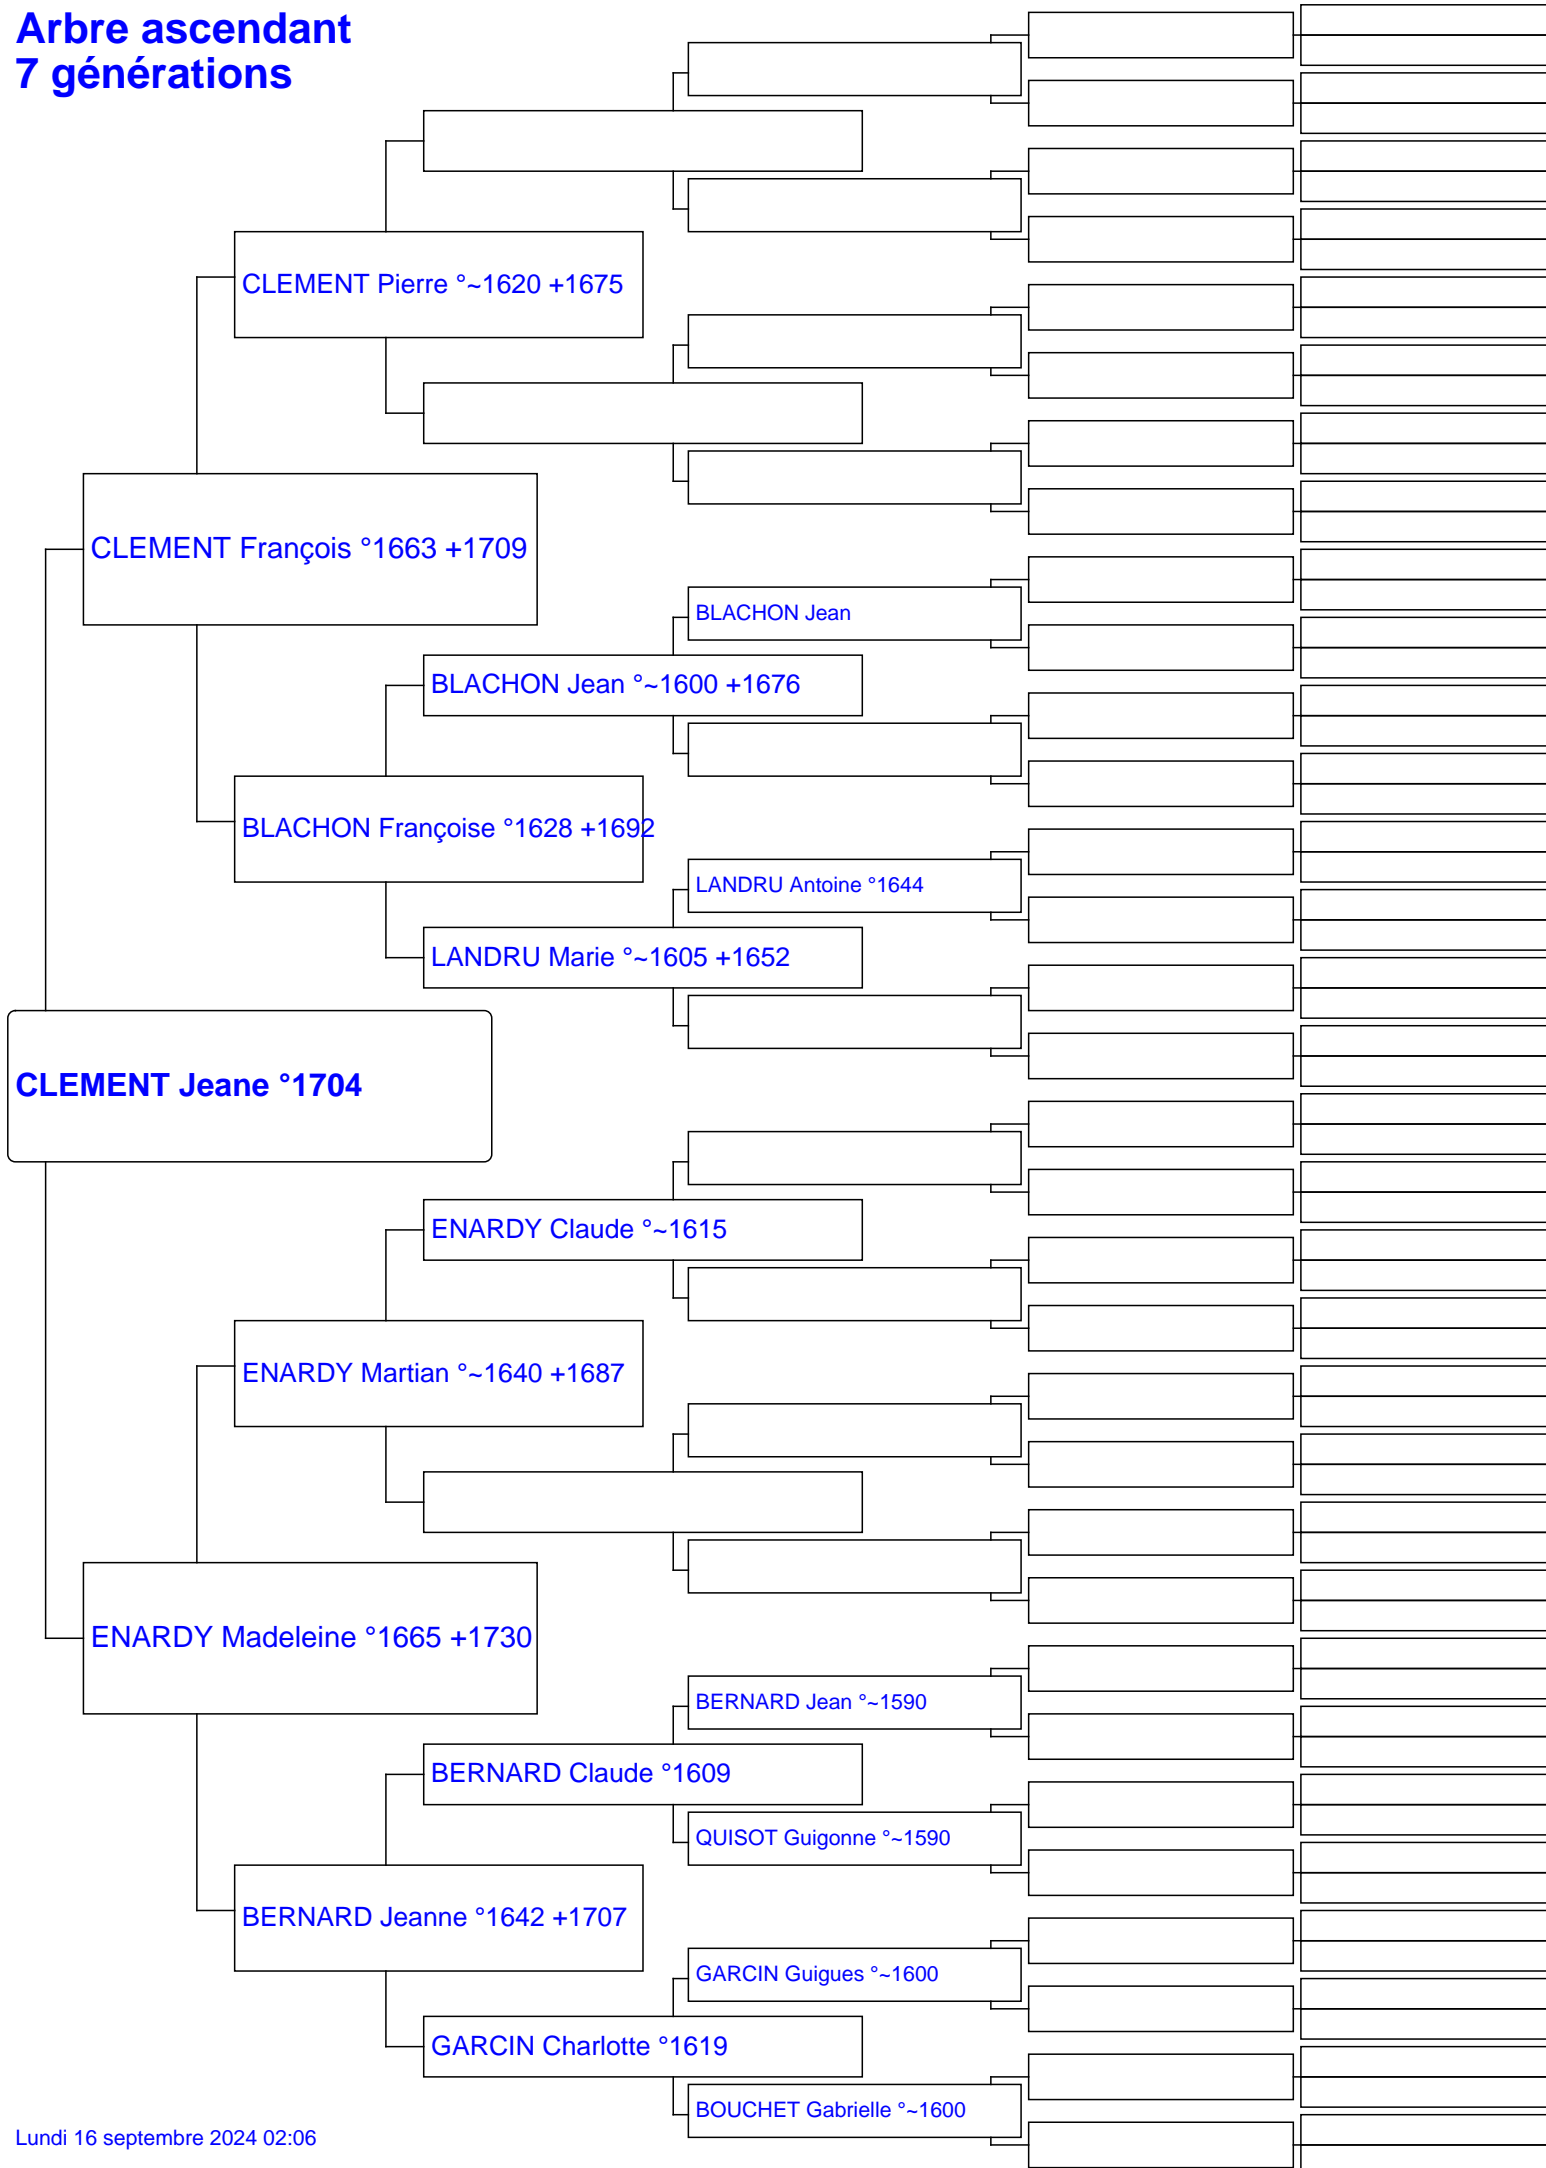 Arbre ascendant
7 générations
CLEMENT Pierre °~1620 +1675
CLEMENT François °1663 +1709
BLACHON Jean
BLACHON Jean °~1600 +1676
BLACHON Françoise °1628 +1692
LANDRU Antoine °1644
LANDRU Marie °~1605 +1652
CLEMENT Jeane °1704
ENARDY Claude °~1615
ENARDY Martian °~1640 +1687
ENARDY Madeleine °1665 +1730
BERNARD Jean °~1590
BERNARD Claude °1609
QUISOT Guigonne °~1590
BERNARD Jeanne °1642 +1707
GARCIN Guigues °~1600
GARCIN Charlotte °1619
BOUCHET Gabrielle °~1600
Lundi 16 septembre 2024 02:06